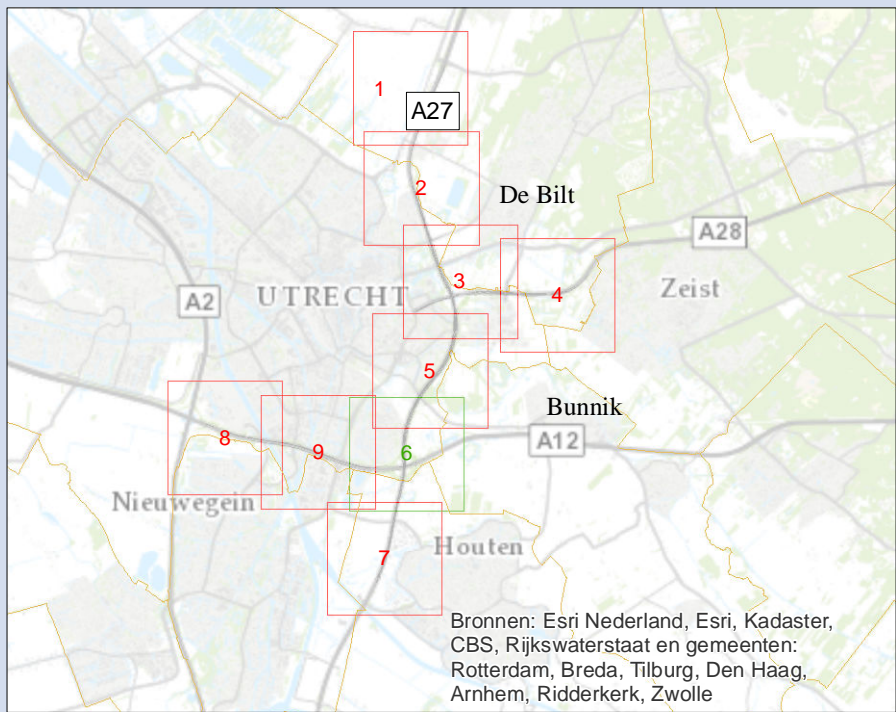 1
A27
2
De Bilt
A28
3
4
Zeist
UTRECHT
A2
5
Bunnik
8
9
6
A12
Nieuwegein
7
Houten
Bronnen: Esri Nederland, Esri, Kadaster,
CBS, Rijkswaterstaat en gemeenten:
Rotterdam, Breda, Tilburg, Den Haag,
Arnhem, Ridderkerk, Zwolle